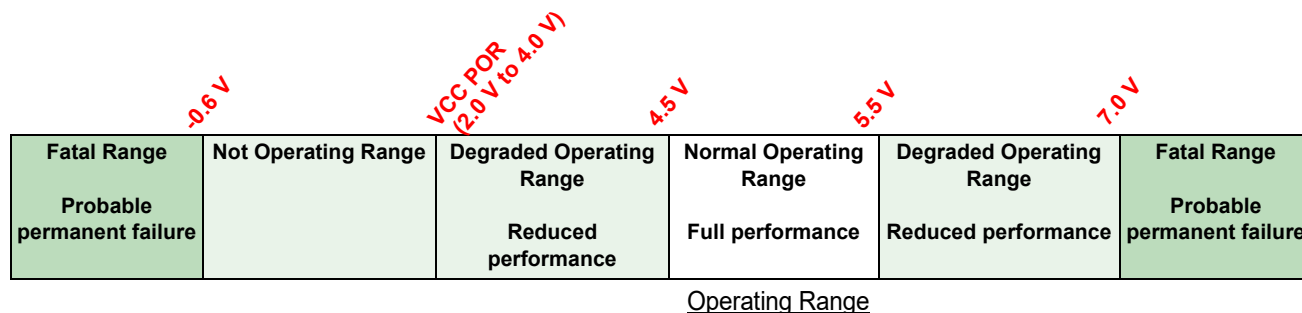 -0.6 V
VCC POR
(2.0 V to 4.0 V)
4.5 V
5.5 V
7.0 V
Fatal Range
Probable
permanent failure
Not Operating Range
Degraded Operating
Range
Reduced
performance
Normal Operating
Range
Full performance
Degraded Operating
Range
Reduced performance
Fatal Range
Probable
permanent failure
Operating Range